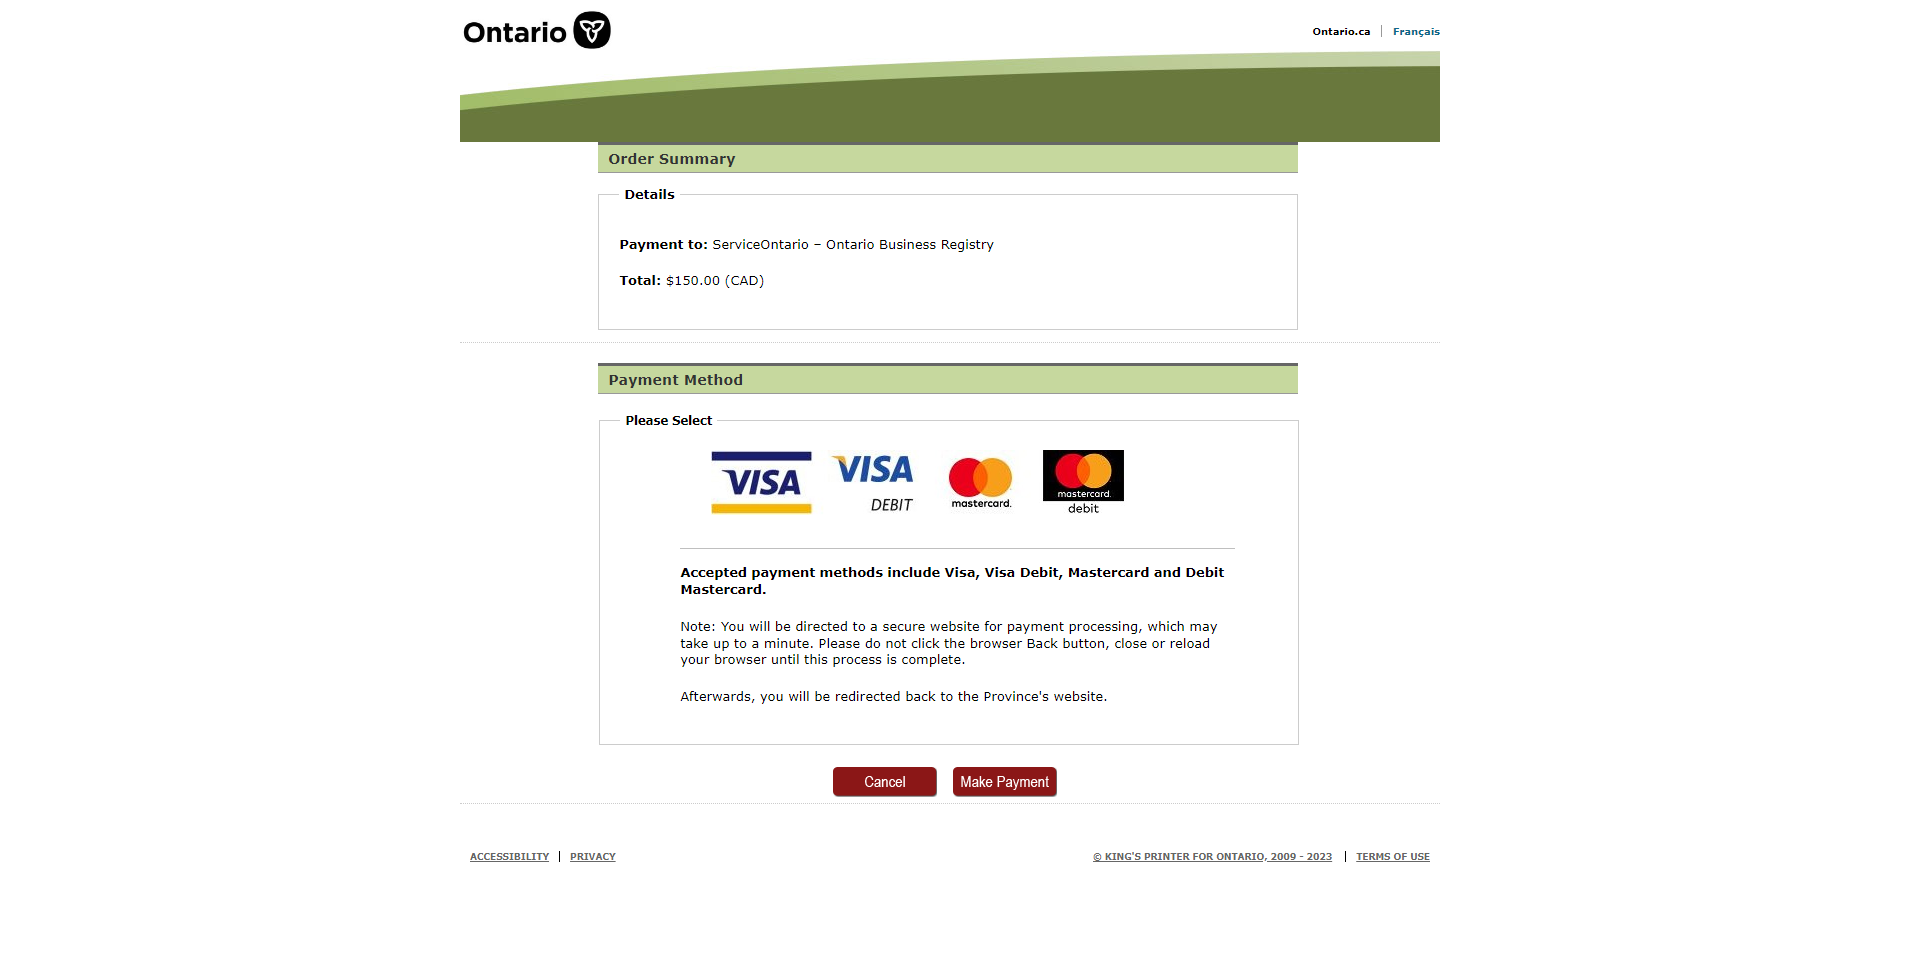 Ontario
Ontario.ca | Français
Order Summary
Details
Payment to: ServiceOntario – Ontario Business Registry
Total: $150.00 (CAD)
Payment Method
Please Select
VISA
VISA
DEBIT
mastercard.
mastercard.
debit
Accepted payment methods include Visa, Visa Debit, Mastercard and Debit
Mastercard.
Note: You will be directed to a secure website for payment processing, which may
take up to a minute. Please do not click the browser Back button, close or reload
your browser until this process is complete.
Afterwards, you will be redirected back to the Province's website.
Cancel Make Payment
ACCESSIBILITY | PRIVACY © KING'S PRINTER FOR ONTARIO, 2009 - 2023 | TERMS OF USE